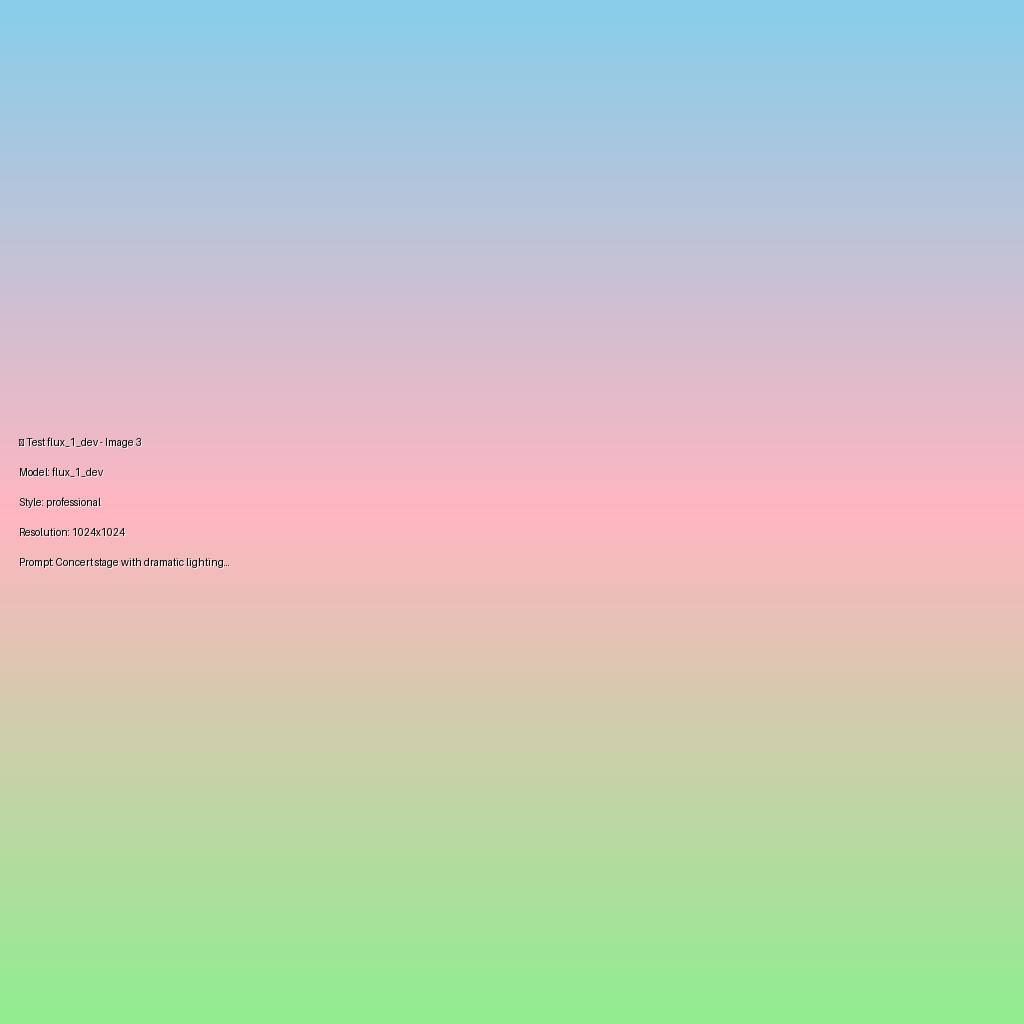 Test flux_1_dev - Image 3
Model: flux_1_dev
Style: professional
Resolution: 1024x1024
Prompt: Concert stage with dramatic lighting...